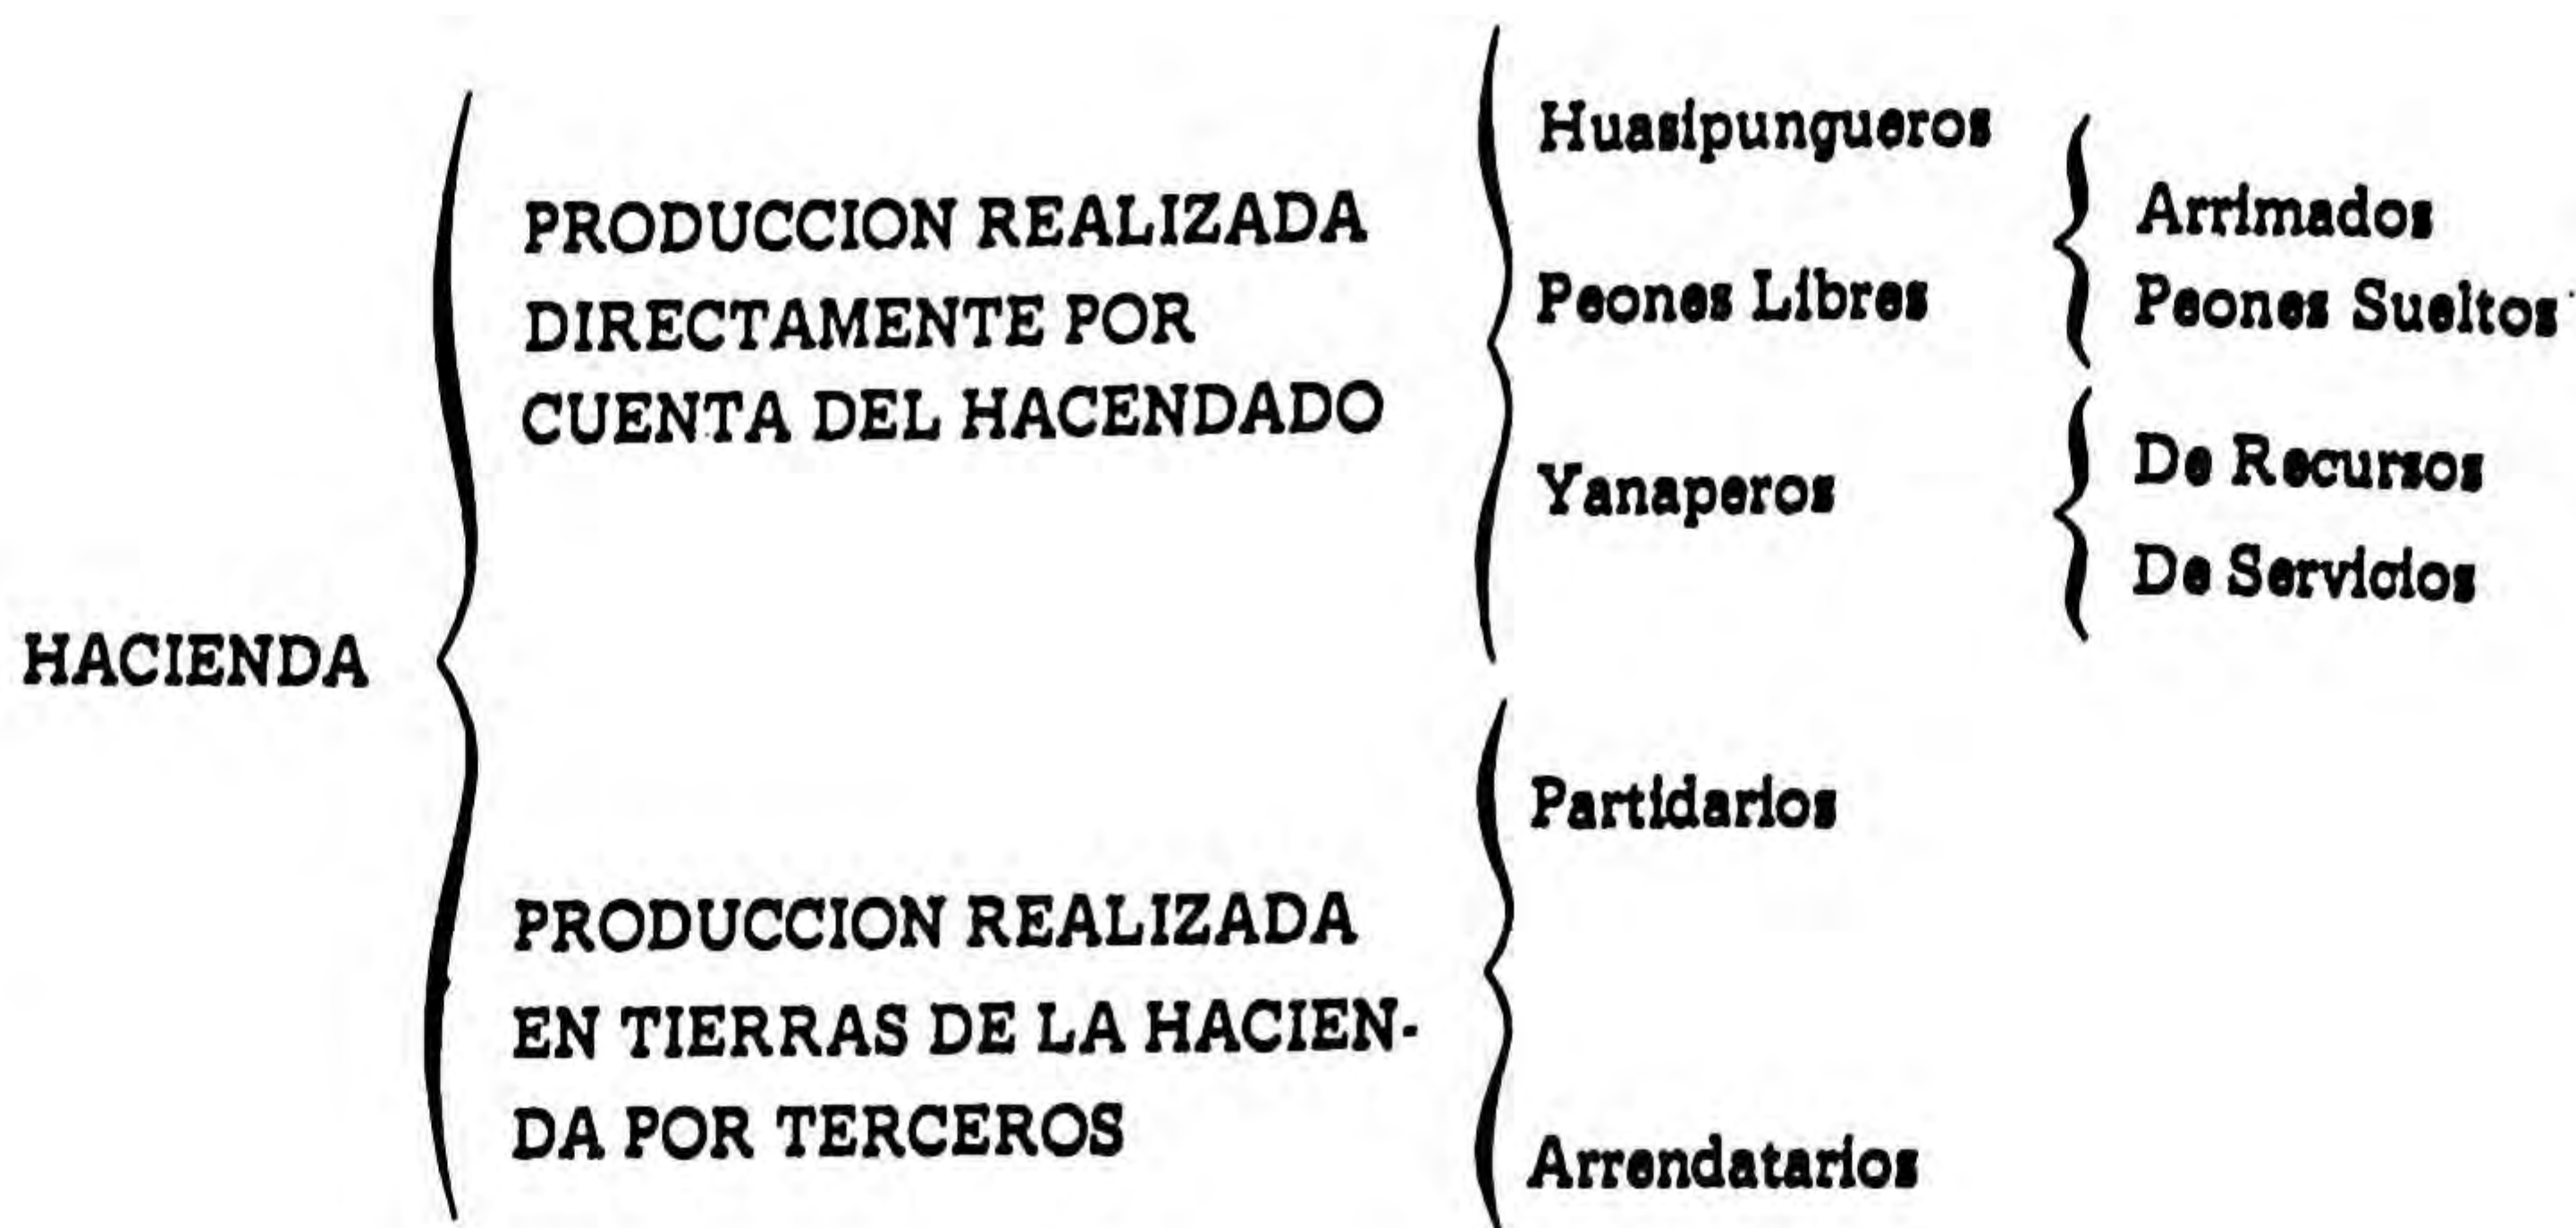 HACIENDA
PRODUCCION REALIZADA
DIRECTAMENTE POR
CUENTA DEL HACENDADO
Huasipungueros
Peones Libres
Arrimados
Peones Sueltos
Yanaperos
De Recursos
De Servicios
PRODUCCION REALIZADA
EN TIERRAS DE LA HACIEN-
DA POR TERCEROS
Partidarios
Arrendatarios